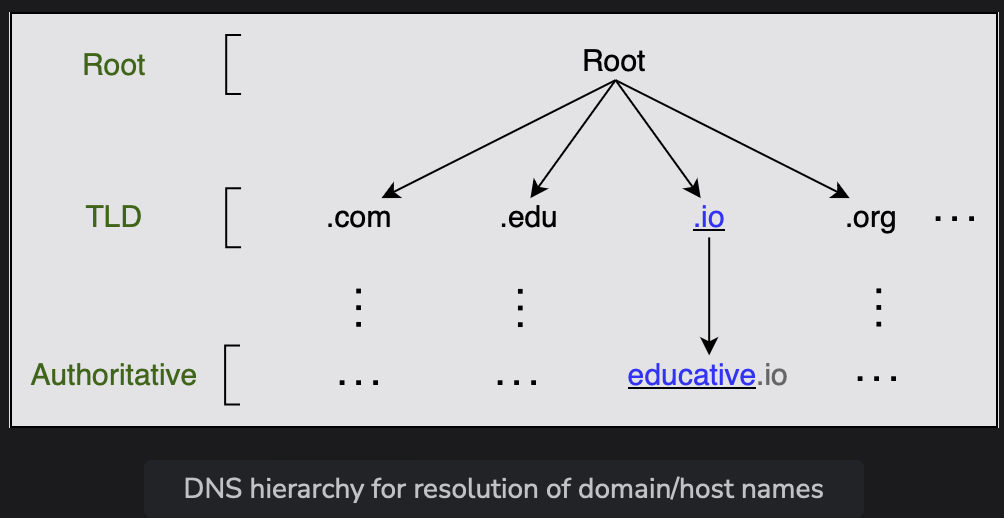 Root
Root
TLD
.com
.edu
.io
.org
...
Authoritative
...
...
educative.io
...
DNS hierarchy for resolution of domain/host names